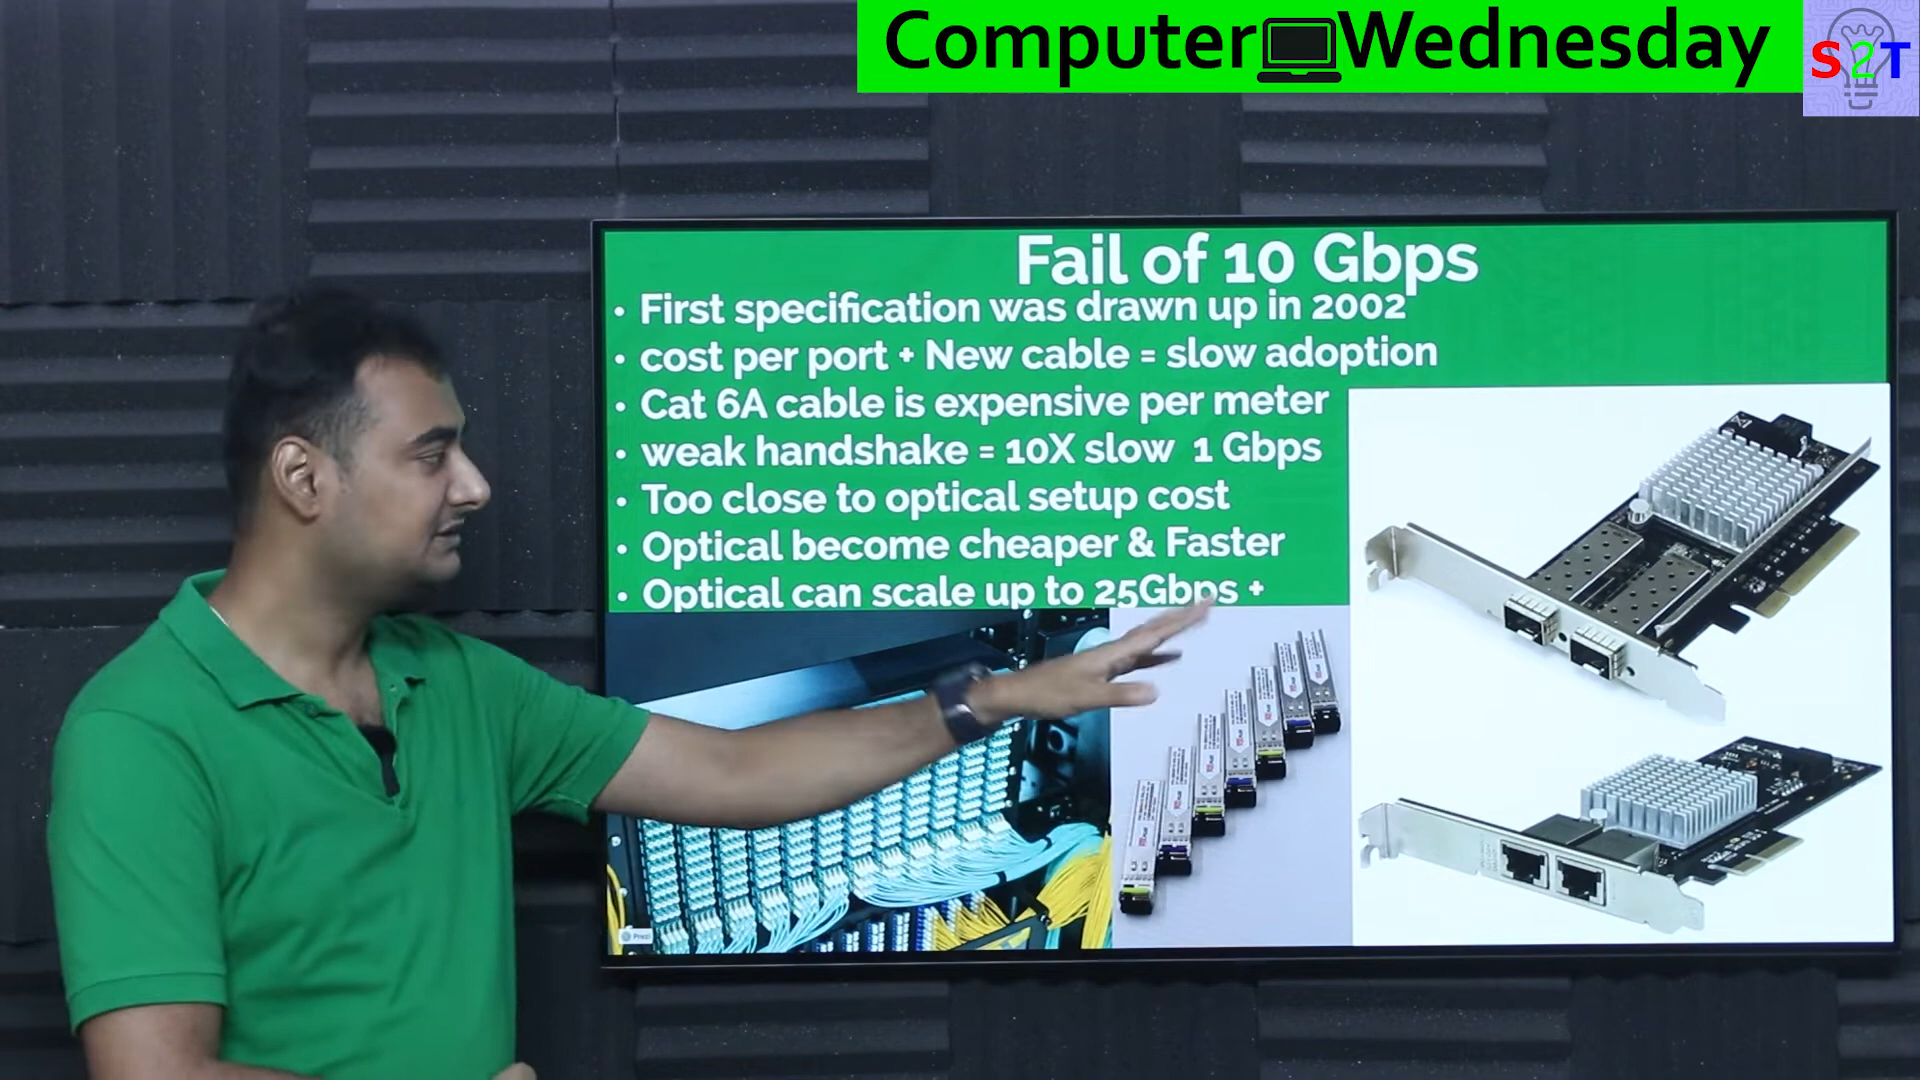 Computer Wednesday
S2T
Fail of 10 Gbps
• First specification was drawn up in 2002
• cost per port + New cable = slow adoption
• Cat 6A cable is expensive per meter
• weak handshake = 10X slow 1 Gbps
• Too close to optical setup cost
• Optical become cheaper & Faster
• Optical can scale up to 25Gbps +
Prezi